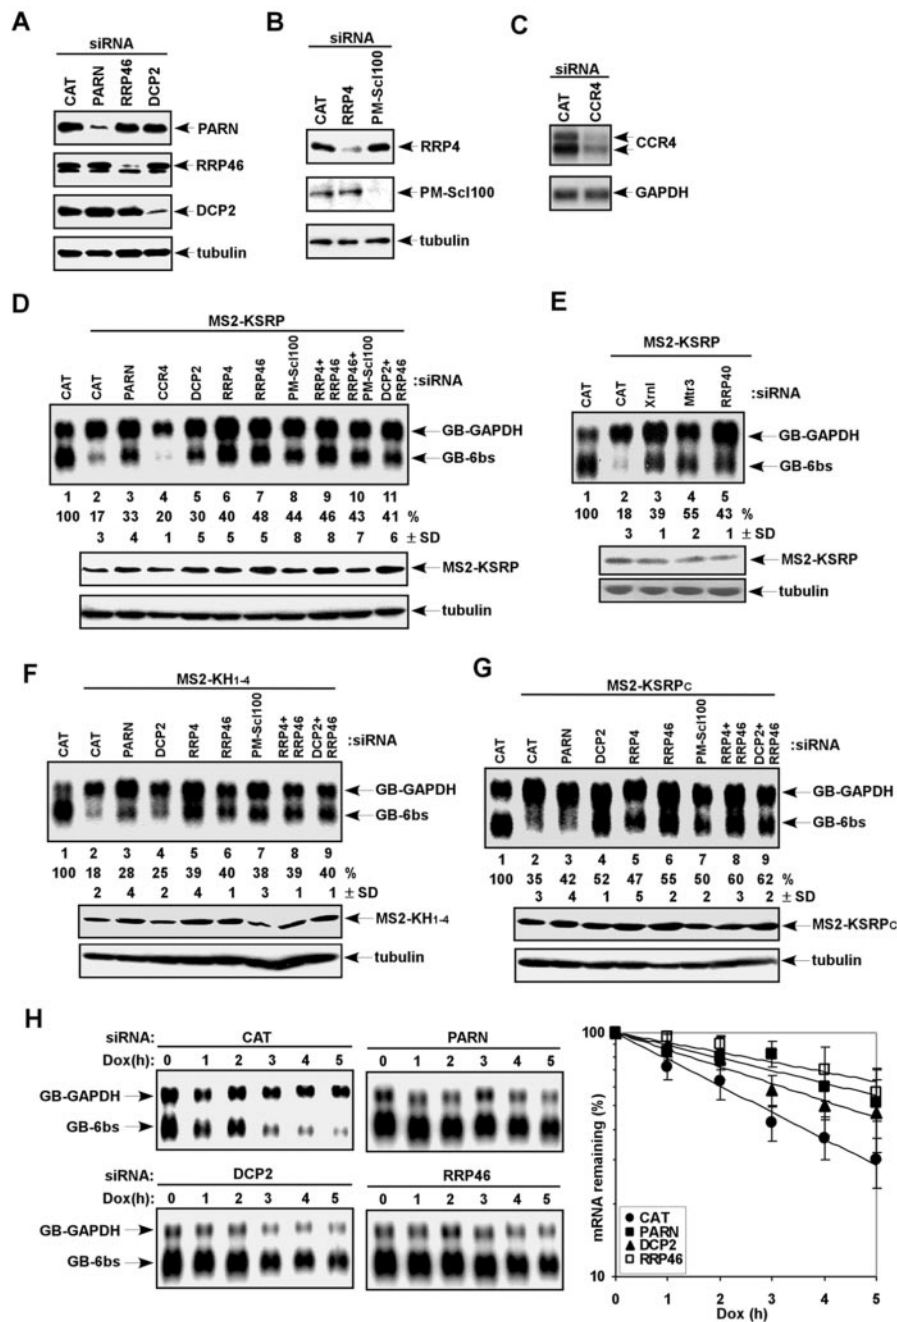 A
siRNA
CAT PARN RRP46 DCP2
PARN
RRP46
DCP2
tubulin
B
siRNA
CAT RRP4 PM-Scl100
RRP4
PM-Scl100
tubulin
C
siRNA
CAT CCR4
CCR4
GAPDH
D
MS2-KSRP
CAT CAT PARN CCR4 DCP2 RRP4 RRP46 PM-Scl100 RRP4+ RRP46 RRP46+ PM-Scl100 DCP2+ RRP46 :siRNA
GB-GAPDH
GB-6bs
1 2 3 4 5 6 7 8 9 10 11
100 17 33 20 30 40 48 44 46 43 41 %
3 4 1 5 5 5 8 8 7 6 ± SD
MS2-KSRP
tubulin
E
MS2-KSRP
CAT CAT XrnI Mtr3 RRP40 :siRNA
GB-GAPDH
GB-6bs
1 2 3 4 5
100 18 39 55 43 %
3 1 2 1 ± SD
MS2-KSRP
tubulin
F
MS2-KH1-4
CAT CAT PARN DCP2 RRP4 RRP46 PM-Scl100 RRP4+ RRP46 DCP2+ RRP46 :siRNA
GB-GAPDH
GB-6bs
1 2 3 4 5 6 7 8 9
100 18 28 25 39 40 38 39 40 %
2 4 2 4 1 3 1 1 ± SD
MS2-KH1-4
tubulin
G
MS2-KSRPC
CAT CAT PARN DCP2 RRP4 RRP46 PM-Scl100 RRP4+ RRP46 DCP2+ RRP46 :siRNA
GB-GAPDH
GB-6bs
1 2 3 4 5 6 7 8 9
100 35 42 52 47 55 50 60 62 %
3 4 1 5 2 2 3 2 ± SD
MS2-KSRPC
tubulin
H
siRNA: CAT PARN
Dox(h): 0 1 2 3 4 5 0 1 2 3 4 5
GB-GAPDH
GB-6bs
siRNA: DCP2 RRP46
Dox(h): 0 1 2 3 4 5 0 1 2 3 4 5
GB-GAPDH
GB-6bs
100
mRNA remaining (%)
CAT
PARN
DCP2
RRP46
10
0 1 2 3 4 5
Dox (h)